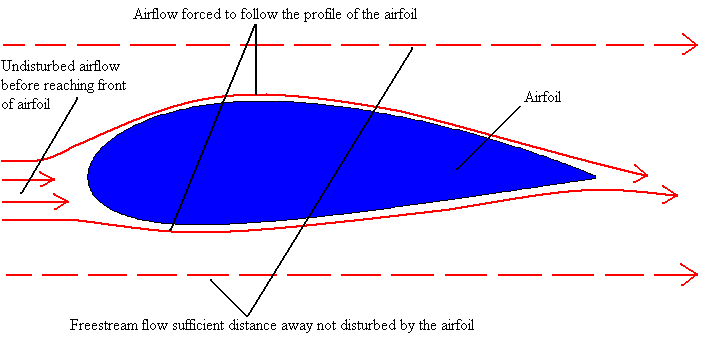 Airflow forced to follow the profile of the airfoil
Undisturbed airflow
before reaching front
of airfoil
Airfoil
Freestream flow sufficient distance away not disturbed by the airfoil